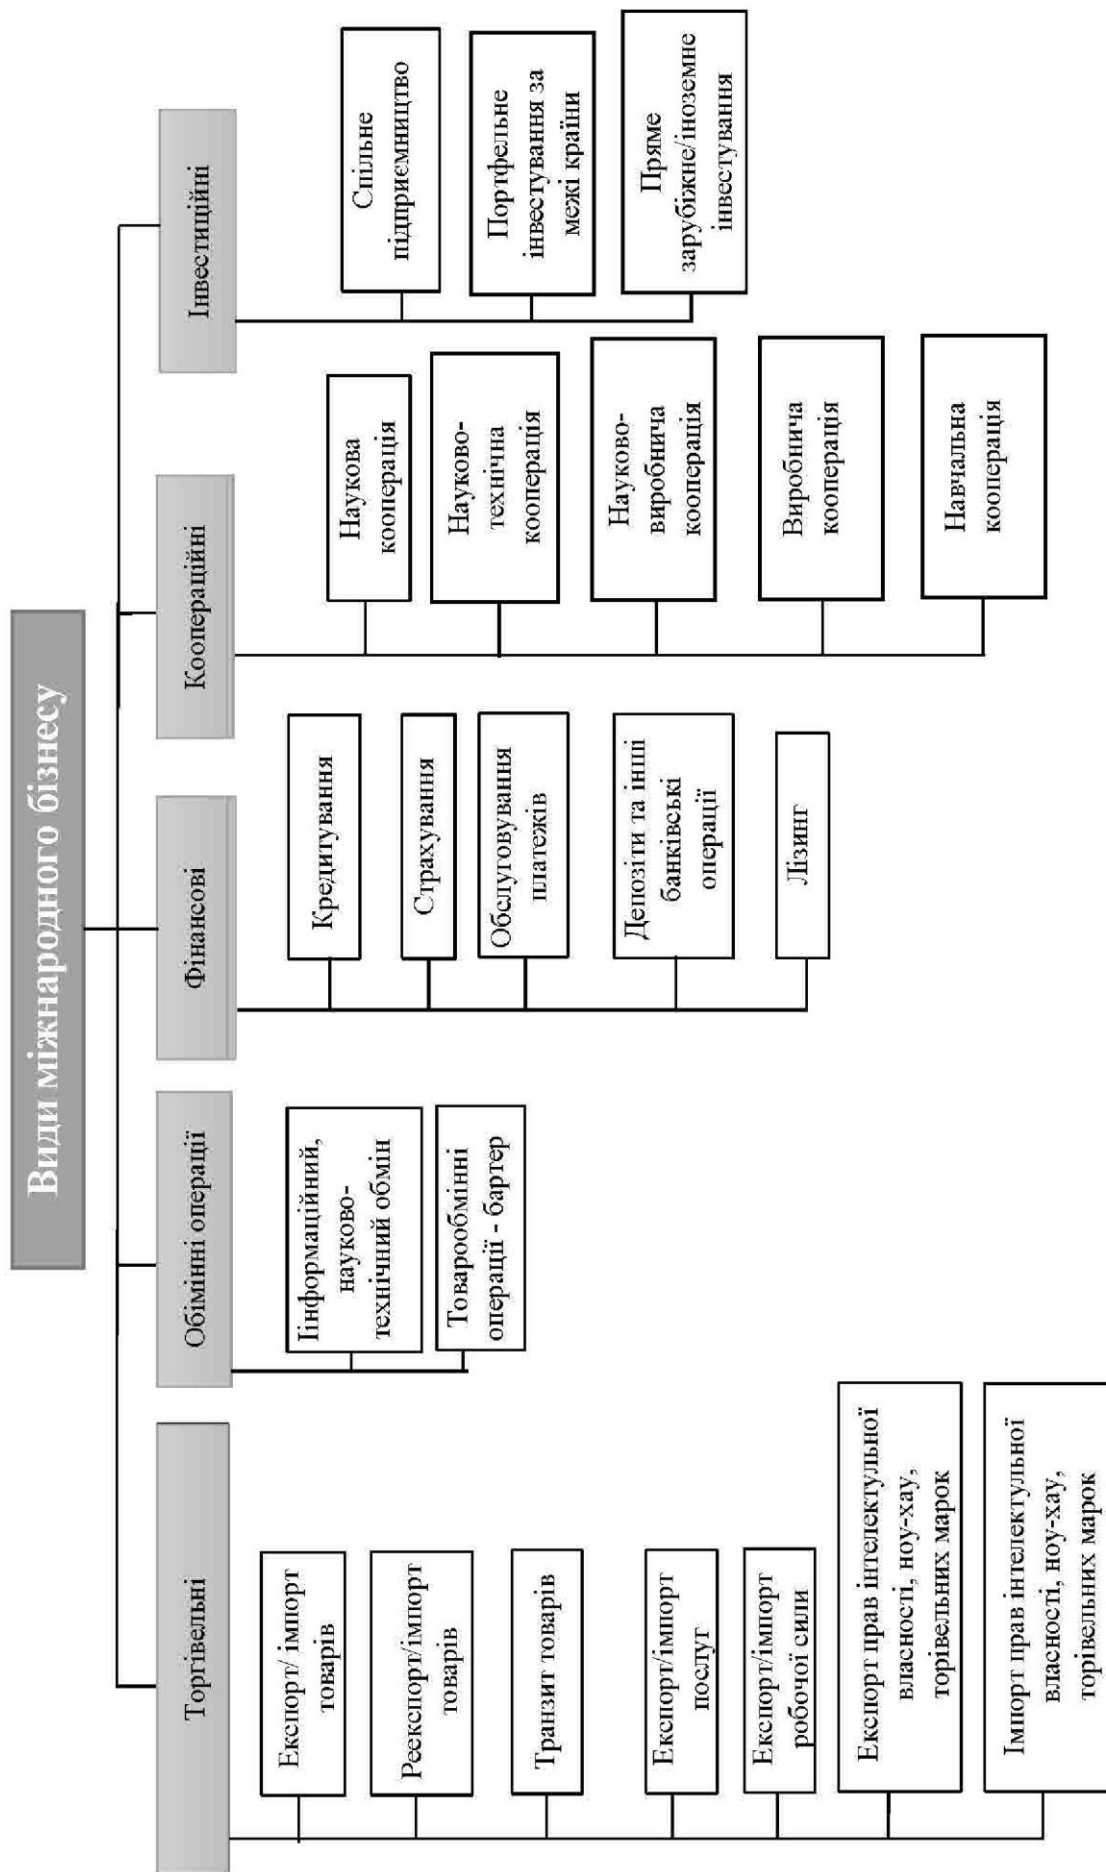 Види міжнародного бізнесу
Торгівельні
Експорт/ імпорт
товарів
Реекспорт/імпорт
товарів
Транзит товарів
Експорт/імпорт
послуг
Експорт/імпорт
робочої сили
Експорт прав інтелектульної
власності, ноу-хау,
торівельних марок
Імпорт прав інтелектульної
власності, ноу-хау,
торівельних марок
Обімінні операції
Іінформаційний,
науково-
технічний обмін
Товарообмінні
операції - бартер
Фінансові
Кредитування
Страхування
Обслуговування
платежів
Депозіти та інші
банківські
операції
Лізинг
Коопераційні
Наукова
кооперація
Науково-
технічна
кооперація
Науково-
виробнича
кооперація
Виробнича
кооперація
Навчальна
кооперація
Інвестиційні
Спільне
підприємництво
Портфельне
інвестування за
межі країни
Пряме
зарубіжне/іноземне
інвестування